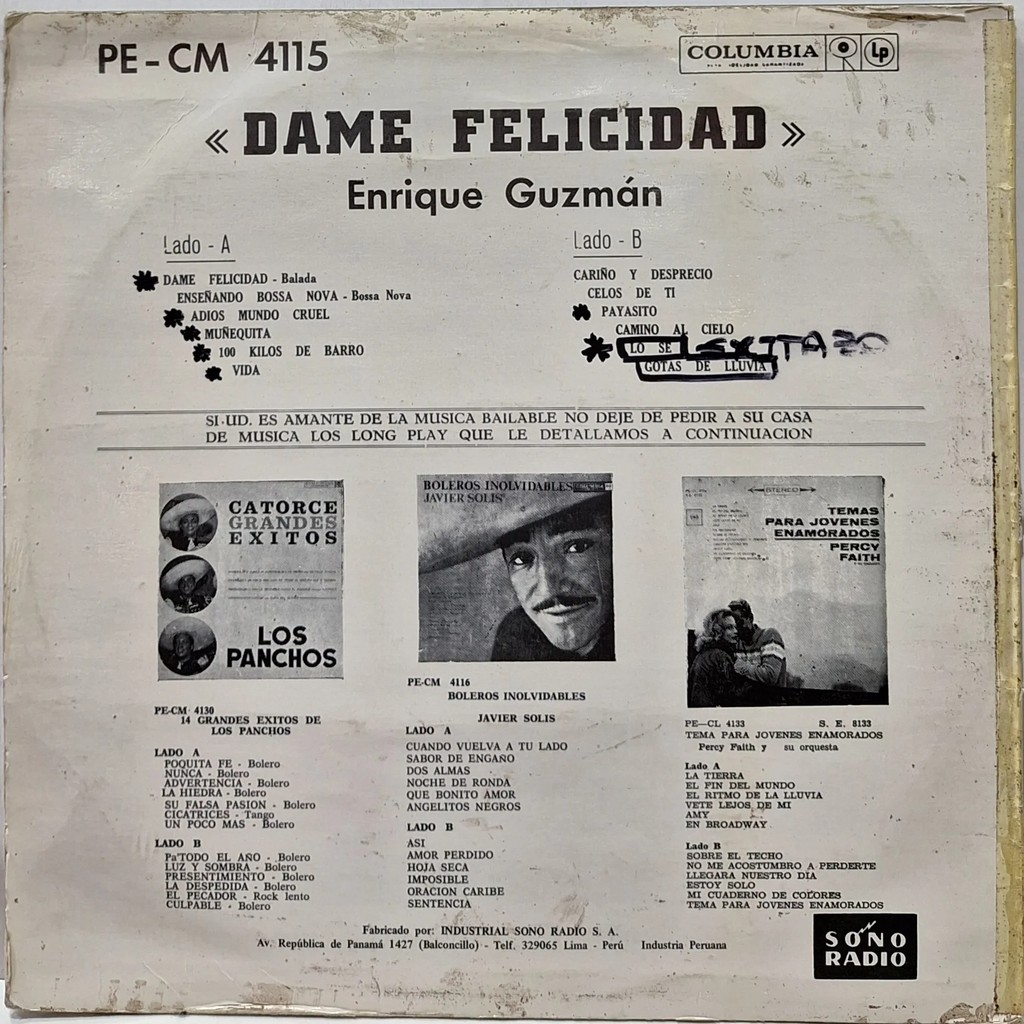 PE-CM 4115
COLUMBIA Lp
« DAME FELICIDAD »
Enrique Guzmán
Lado - A
DAME FELICIDAD - Balada
ENSEÑANDO BOSSA NOVA - Bossa Nova
ADIOS MUNDO CRUEL
MUÑEQUITA
100 KILOS DE BARRO
VIDA
Lado - B
CARIÑO Y DESPRECIO
CELOS DE TI
PAYASITO
CAMINO AL CIELO
LO SE EXITAZO
GOTAS DE LLUVIA
SI UD. ES AMANTE DE LA MUSICA BAILABLE NO DEJE DE PEDIR A SU CASA
DE MUSICA LOS LONG PLAY QUE LE DETALLAMOS A CONTINUACION
CATORCE
GRANDES
EXITOS
LOS
PANCHOS
PE-CM 4130
14 GRANDES EXITOS DE
LOS PANCHOS
LADO A
POQUITA FE - Bolero
NUNCA - Bolero
ADVERTENCIA - Bolero
LA HIEDRA - Bolero
SU FALSA PASION - Bolero
CICATRICES - Tango
UN POCO MAS - Bolero
LADO B
Pa'TODO EL AÑO - Bolero
LUZ Y SOMBRA - Bolero
PRESENTIMIENTO - Bolero
LA DESPEDIDA - Bolero
EL PECADOR - Rock lento
CULPABLE - Bolero
BOLEROS INOLVIDABLES
JAVIER SOLIS
PE-CM 4116
BOLEROS INOLVIDABLES
JAVIER SOLIS
LADO A
CUANDO VUELVA A TU LADO
SABOR DE ENGAÑO
DOS ALMAS
NOCHE DE RONDA
QUE BONITO AMOR
ANGELITOS NEGROS
LADO B
ASI
AMOR PERDIDO
HOJA SECA
IMPOSIBLE
ORACION CARIBE
SENTENCIA
STEREO
TEMAS
PARA JOVENES
ENAMORADOS
PERCY
FAITH
PE—CL 4133 S. E. 8133
TEMA PARA JOVENES ENAMORADOS
Percy Faith y su orquesta
Lado A
LA TIERRA
EL FIN DEL MUNDO
EL RITMO DE LA LLUVIA
VETE LEJOS DE MI
AMY
EN BROADWAY
Lado B
SOBRE EL TECHO
NO ME ACOSTUMBRO A PERDERTE
LLEGARA NUESTRO DIA
ESTOY SOLO
MI CUADERNO DE COLORES
TEMA PARA JOVENES ENAMORADOS
Fabricado por: INDUSTRIAL SONO RADIO S. A.
Av. República de Panamá 1427 (Balconcillo) - Telf. 329065 Lima - Perú Industria Peruana
SONO
RADIO